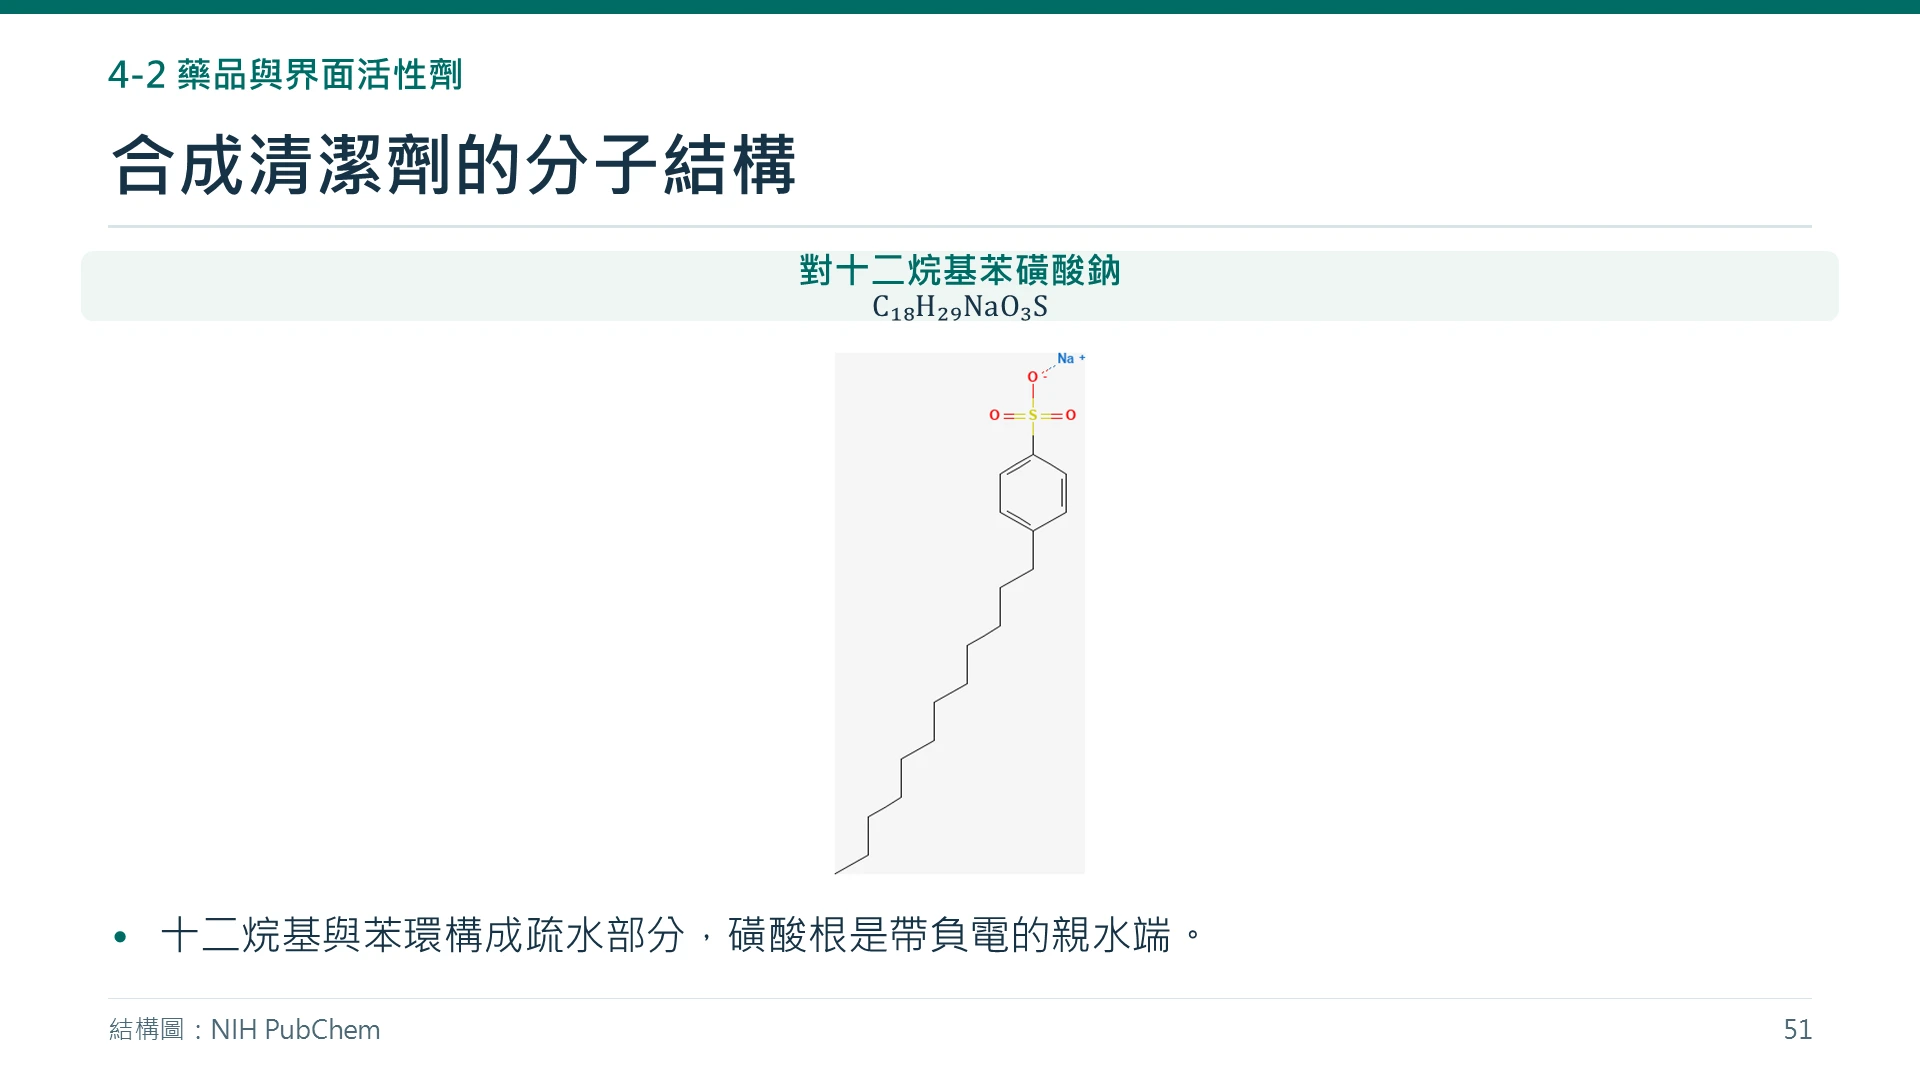 4-2 藥品與界面活性劑
合成清潔劑的分子結構
對十二烷基苯磺酸鈉
C₁₈H₂₉NaO₃S
Na +
O -
O S O
• 十二烷基與苯環構成疏水部分，磺酸根是帶負電的親水端。
結構圖：NIH PubChem
51